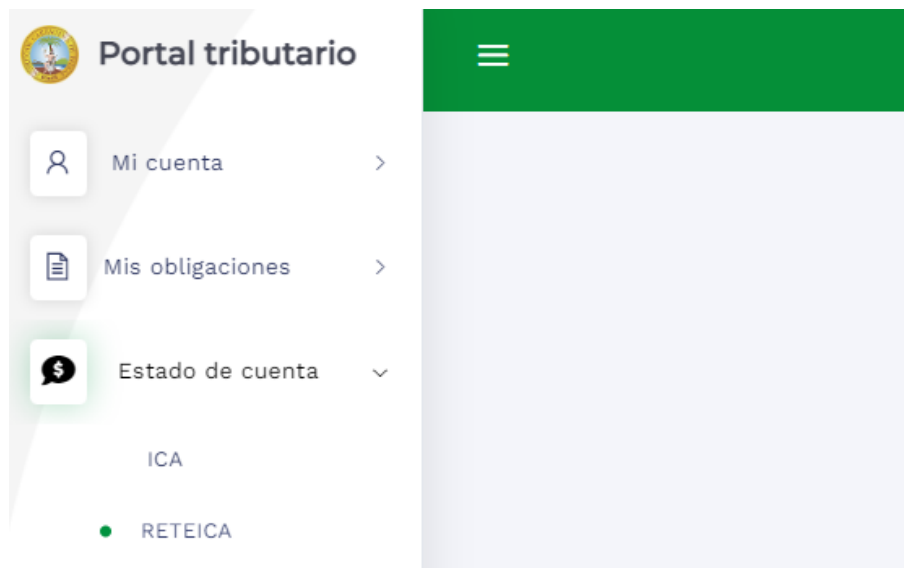 Portal tributario
Mi cuenta
Mis obligaciones
Estado de cuenta
ICA
RETEICA